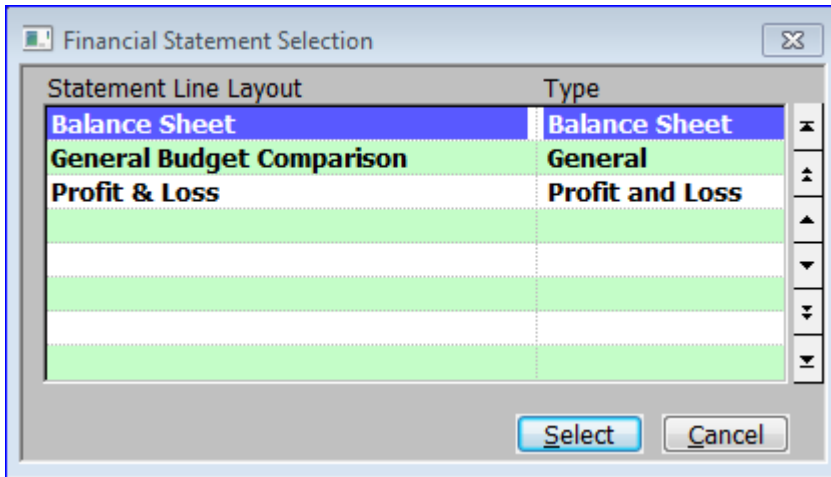 Financial Statement Selection
Statement Line Layout Type
Balance Sheet Balance Sheet
General Budget Comparison General
Profit & Loss Profit and Loss
Select Cancel